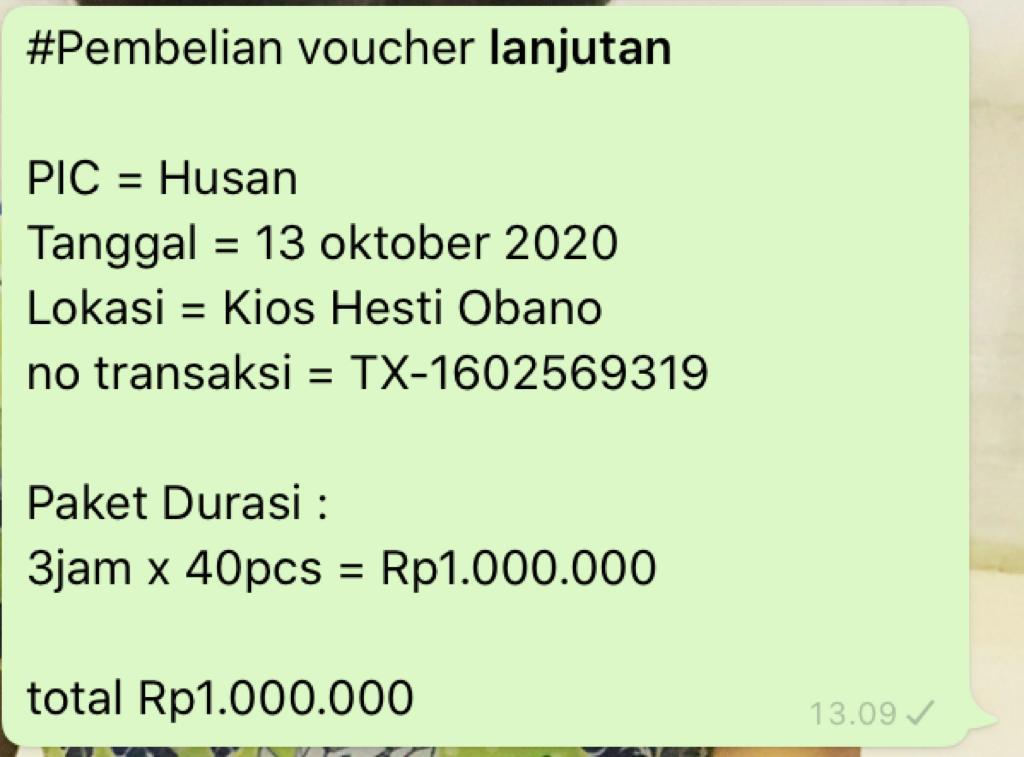 #Pembelian voucher lanjutan
PIC = Husan
Tanggal = 13 oktober 2020
Lokasi = Kios Hesti Obano
no transaksi = TX-1602569319
Paket Durasi :
3jam x 40pcs = Rp1.000.000
total Rp1.000.000
13.09